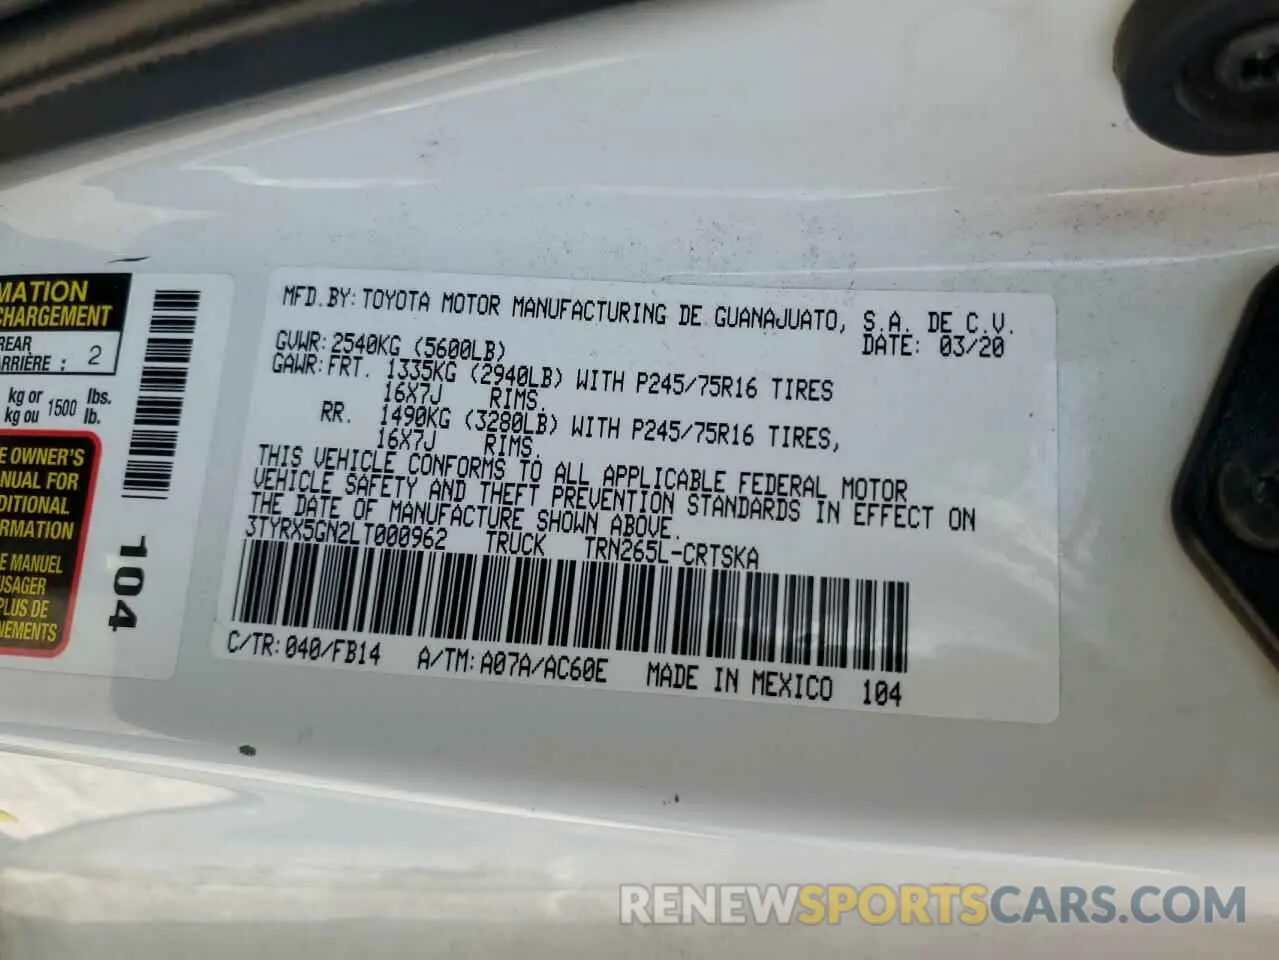 MATION
CHARGEMENT
REAR
ARRIÈRE : 2
kg or
kg ou 1500 lbs.
lb.
E OWNER'S
NUAL FOR
DITIONAL
RMATION
E MANUEL
USAGER
PLUS DE
NEMENTS
104
MFD.BY:TOYOTA MOTOR MANUFACTURING DE GUANAJUATO, S.A. DE C.V.
GVWR:2540KG (5600LB) DATE: 03/20
GAWR:FRT. 1335KG (2940LB) WITH P245/75R16 TIRES
16X7J RIMS.
RR. 1490KG (3280LB) WITH P245/75R16 TIRES,
16X7J RIMS.
THIS VEHICLE CONFORMS TO ALL APPLICABLE FEDERAL MOTOR
VEHICLE SAFETY AND THEFT PREVENTION STANDARDS IN EFFECT ON
THE DATE OF MANUFACTURE SHOWN ABOVE.
3TYRX5GN2LT000962 TRUCK TRN265L-CRTSKA
C/TR:040/FB14 A/TM:A07A/AC60E MADE IN MEXICO 104
RENEWSPORTSCARS.COM